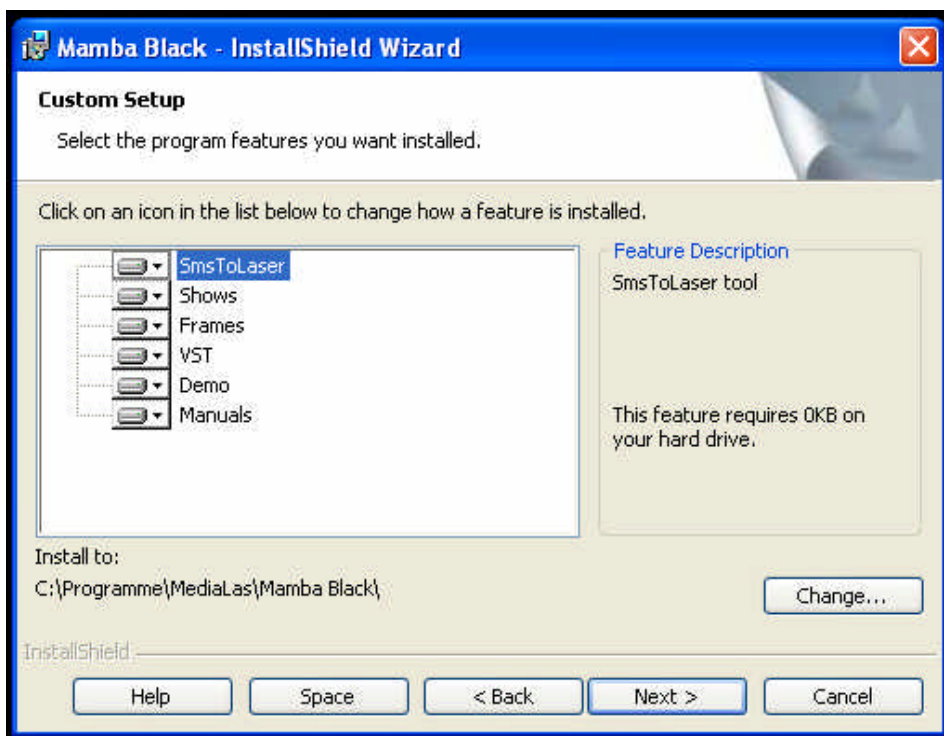 Mamba Black - InstallShield Wizard
Custom Setup
Select the program features you want installed.
Click on an icon in the list below to change how a feature is installed.
SmsToLaser
Shows
Frames
VST
Demo
Manuals
Feature Description
SmsToLaser tool
This feature requires 0KB on
your hard drive.
Install to:
C:\Programme\MediaLas\Mamba Black\
Change...
InstallShield
Help
Space
< Back
Next >
Cancel